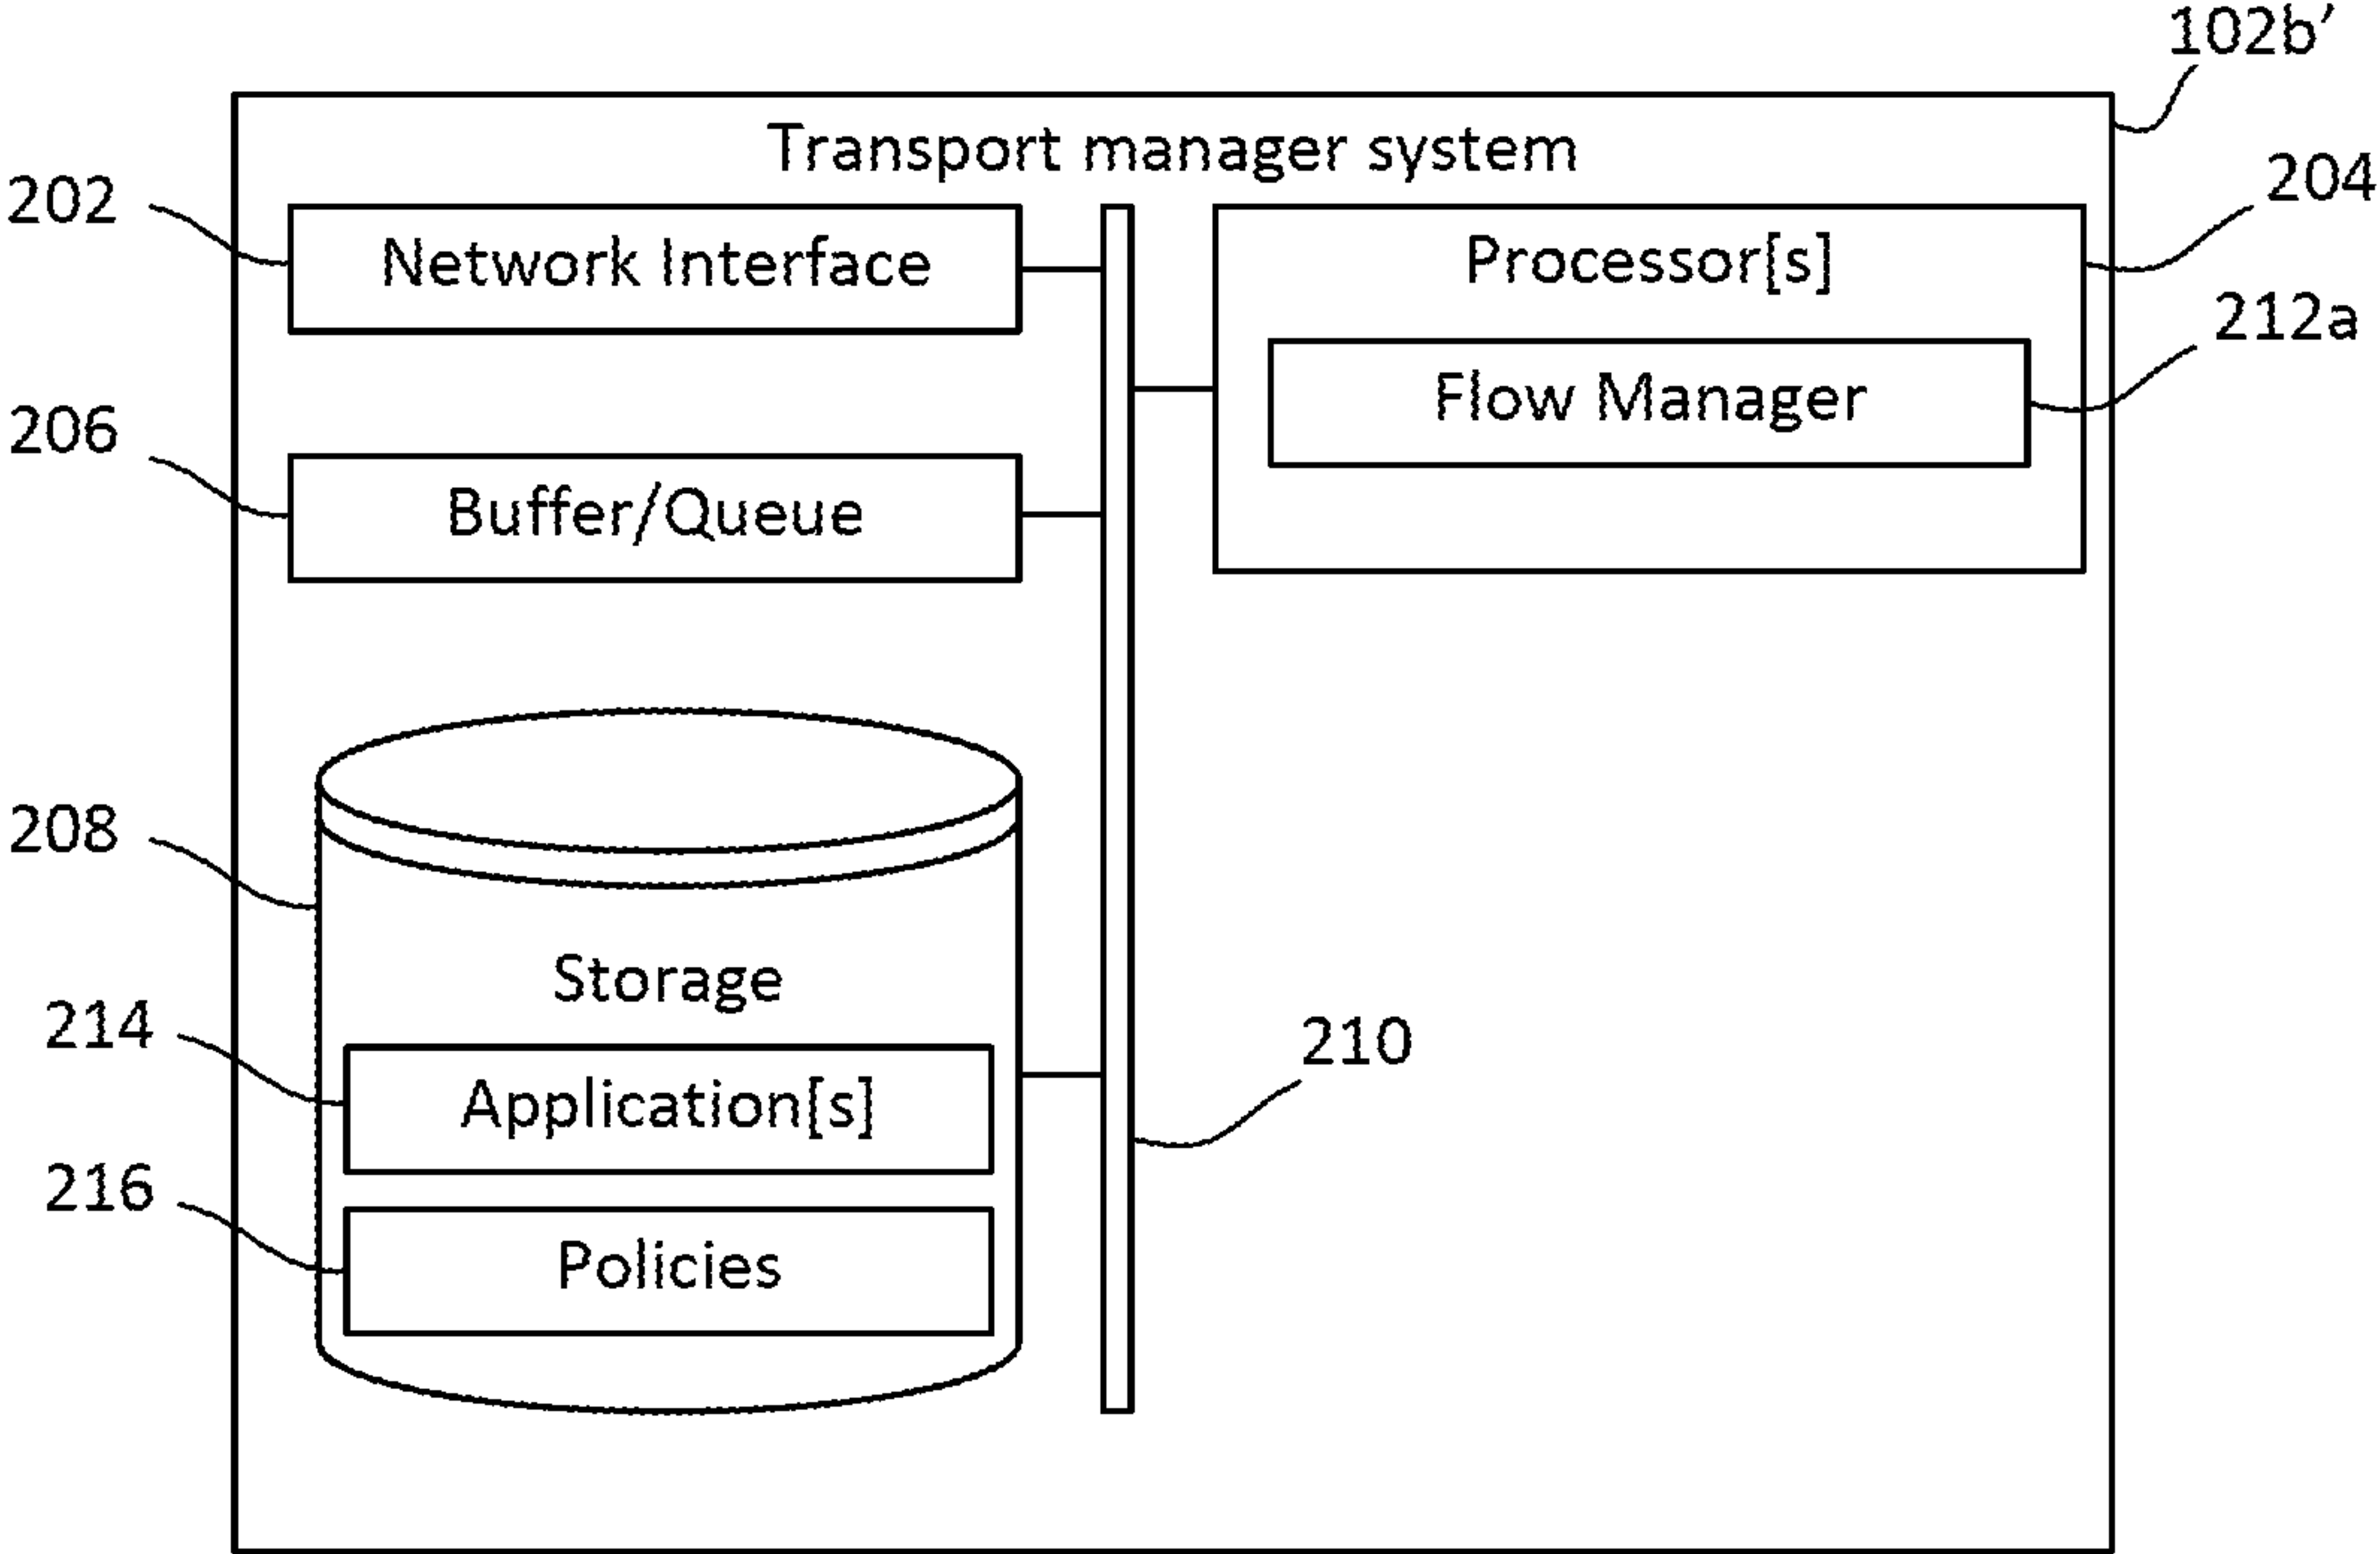 102b′
Transport manager system
202
204
Network Interface
Processor[s]
212a
Flow Manager
206
Buffer/Queue
208
Storage
214
210
Application[s]
216
Policies